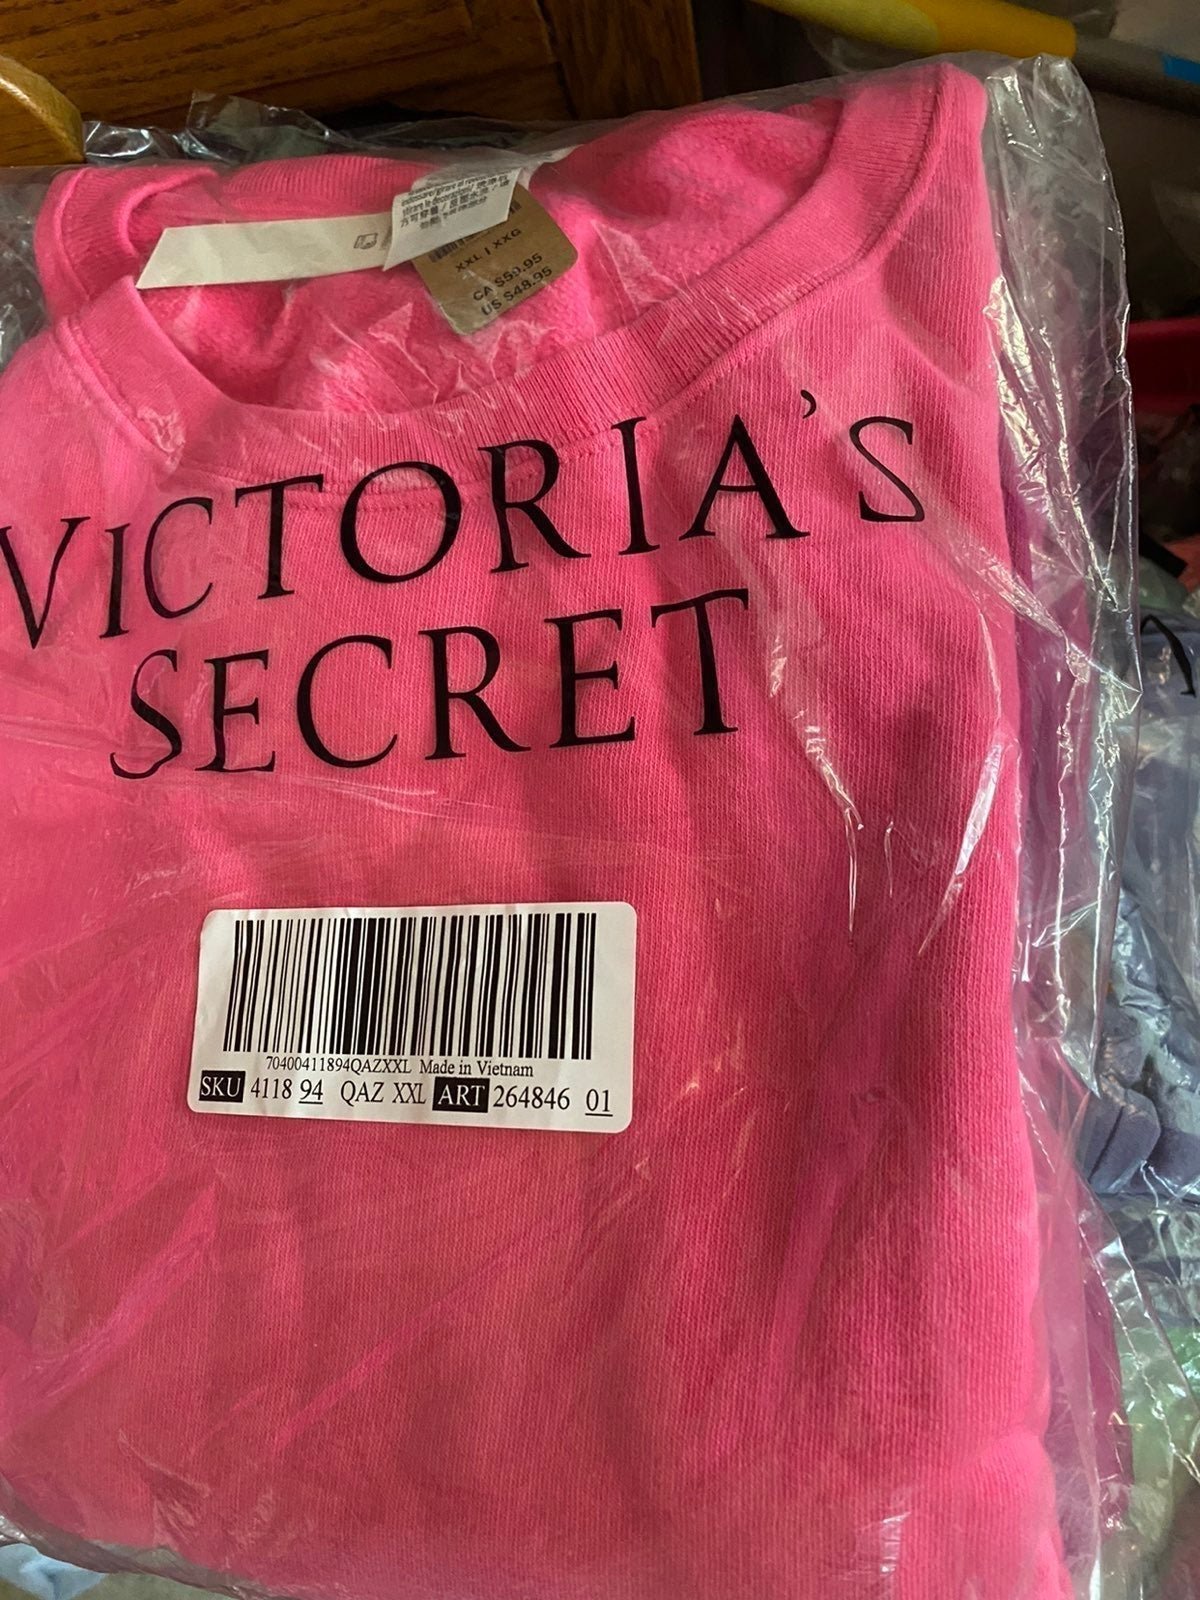 XXL | XXG
CA $59.95
US $48.95
VICTORIA'S
SECRET
70400411894QAZXXL Made in Vietnam
SKU 4118 94 QAZ XXL ART 264846 01